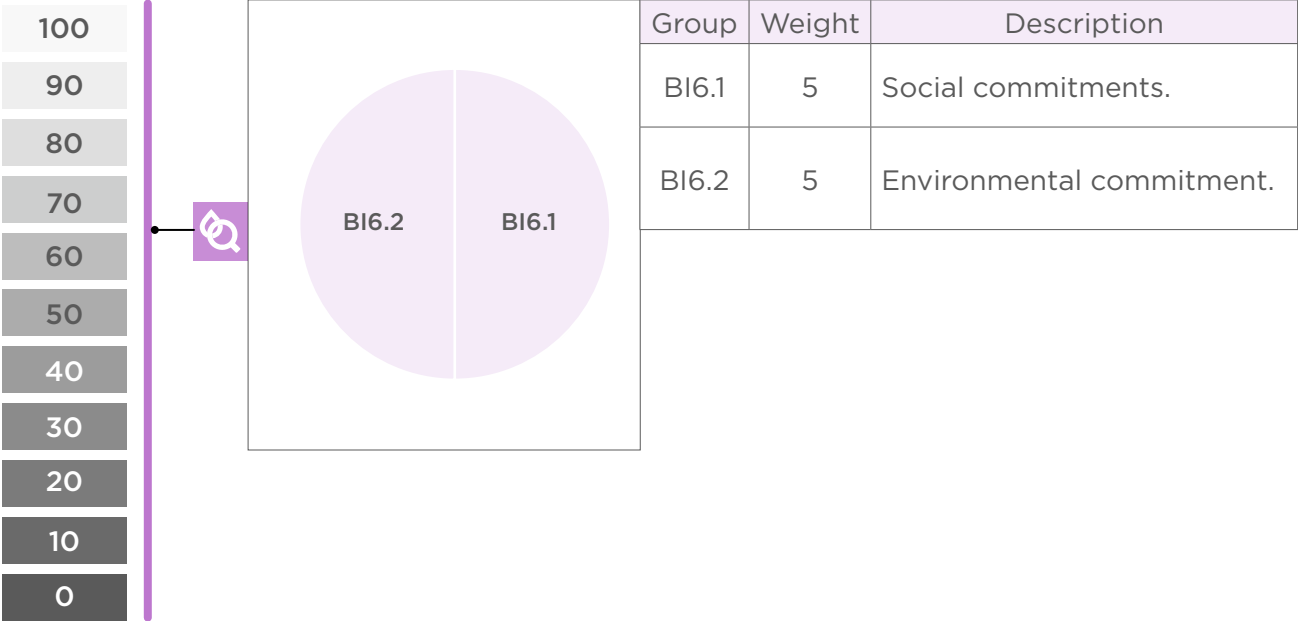 100
90
80
70
60
50
40
30
20
10
0
BI6.2 BI6.1
Group Weight Description
BI6.1 5 Social commitments.
BI6.2 5 Environmental commitment.